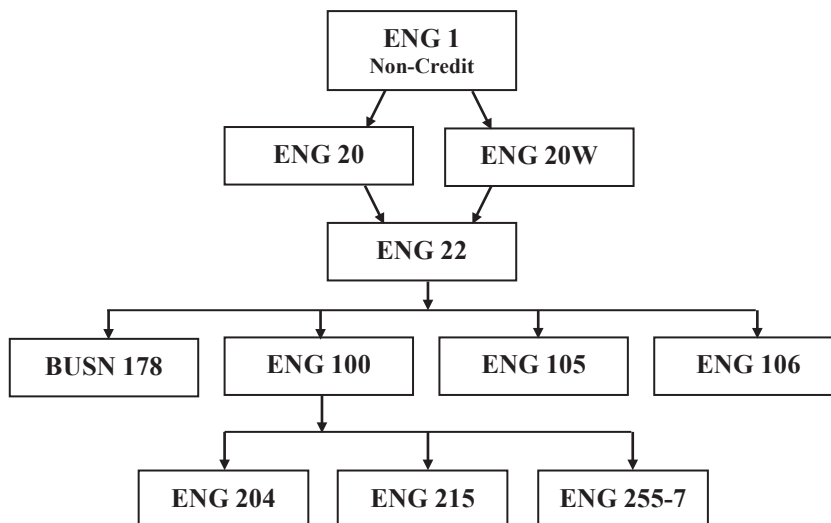 ENG 1
Non-Credit
ENG 20
ENG 20W
ENG 22
BUSN 178
ENG 100
ENG 105
ENG 106
ENG 204
ENG 215
ENG 255-7